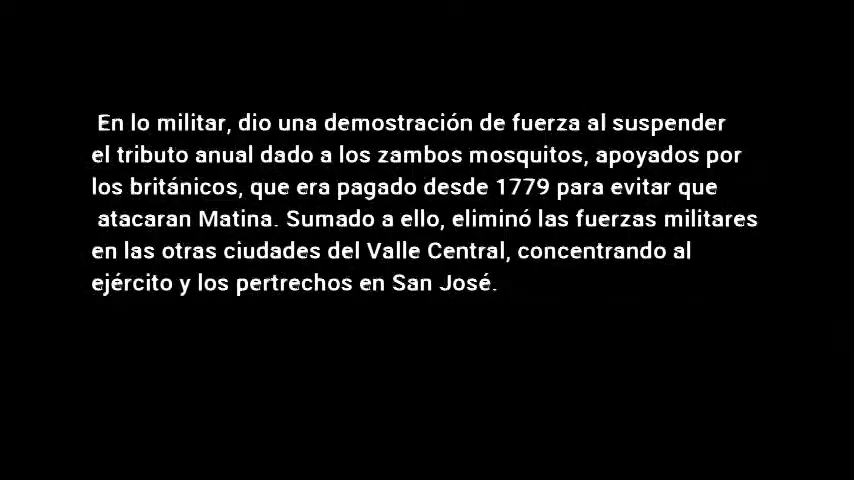 En lo militar, dio una demostración de fuerza al suspender
el tributo anual dado a los zambos mosquitos, apoyados por
los británicos, que era pagado desde 1779 para evitar que
atacaran Matina. Sumado a ello, eliminó las fuerzas militares
en las otras ciudades del Valle Central, concentrando al
ejército y los pertrechos en San José.